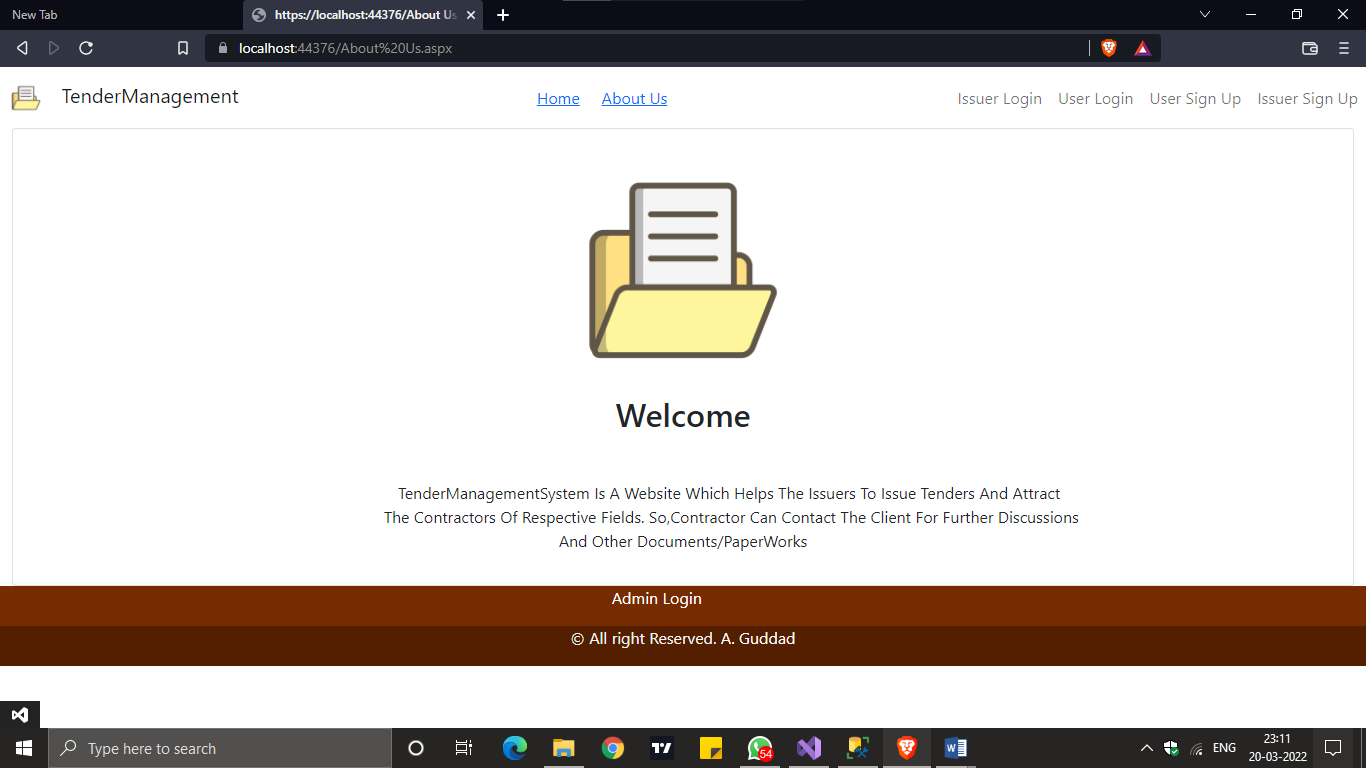 New Tab
https://localhost:44376/About Us
localhost:44376/About%20Us.aspx
TenderManagement
Home About Us
Issuer Login User Login User Sign Up Issuer Sign Up
Welcome
TenderManagementSystem Is A Website Which Helps The Issuers To Issue Tenders And Attract
The Contractors Of Respective Fields. So,Contractor Can Contact The Client For Further Discussions
And Other Documents/PaperWorks
Admin Login
© All right Reserved. A. Guddad
Type here to search
54
ENG
23:11
20-03-2022